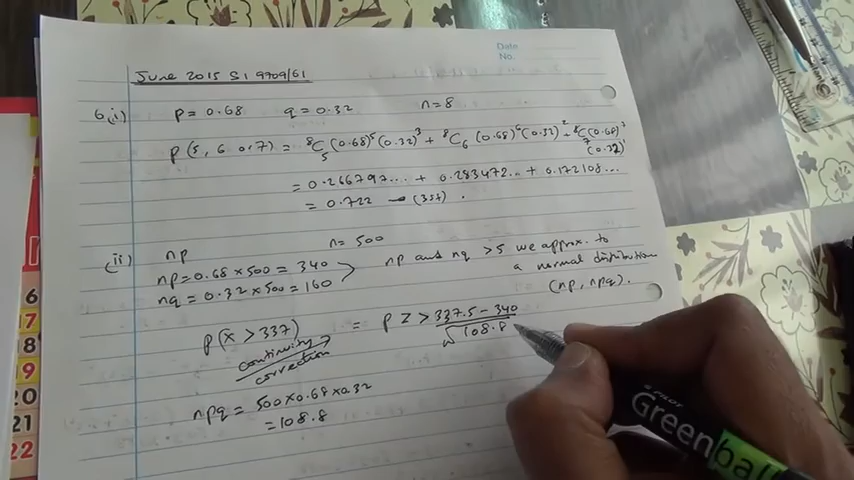 Date
No.
June 2015 S1 9709/61
6(i) p = 0.68 q = 0.32 n = 8
p(5, 6 or 7) = ⁸C₅ (0.68)⁵ (0.32)³ + ⁸C₆ (0.68)⁶ (0.32)² + ⁸C₇ (0.68)⁷ (0.32)¹
= 0.266797... + 0.283472.. + 0.172108...
= 0.722 → (3sf) .
(ii) np n = 500
np = 0.68 × 500 = 340
nq = 0.32 × 500 = 160
np and nq > 5 we approx. to
a normal distribution
(np, npq).
p(x > 337) = p z > 337.5 - 340
√108.8
continuity
correction
npq = 500 × 0.68 × 0.32
= 108.8
PILOT
Greenball
6
7
8
9
20
21
22